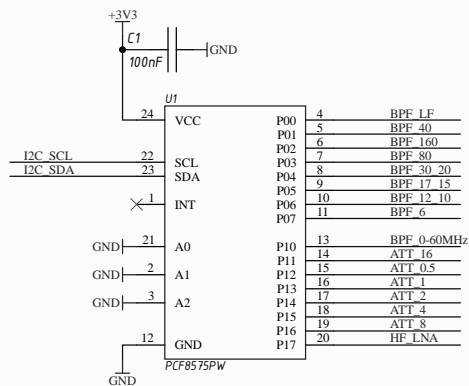 +3V3
C1
100nF
GND
U1
24 VCC P00 4 BPF_LF
P01 5 BPF_40
P02 6 BPF_160
I2C_SCL 22 SCL P03 7 BPF_80
I2C_SDA 23 SDA P04 8 BPF_30_20
P05 9 BPF_17_15
1 INT P06 10 BPF_12_10
P07 11 BPF_6
GND 21 A0 P10 13 BPF_0-60MHz
P11 14 ATT_16
GND 2 A1 P12 15 ATT_0.5
P13 16 ATT_1
GND 3 A2 P14 17 ATT_2
P15 18 ATT_4
P16 19 ATT_8
12 GND P17 20 HF_LNA
PCF8575PW
GND